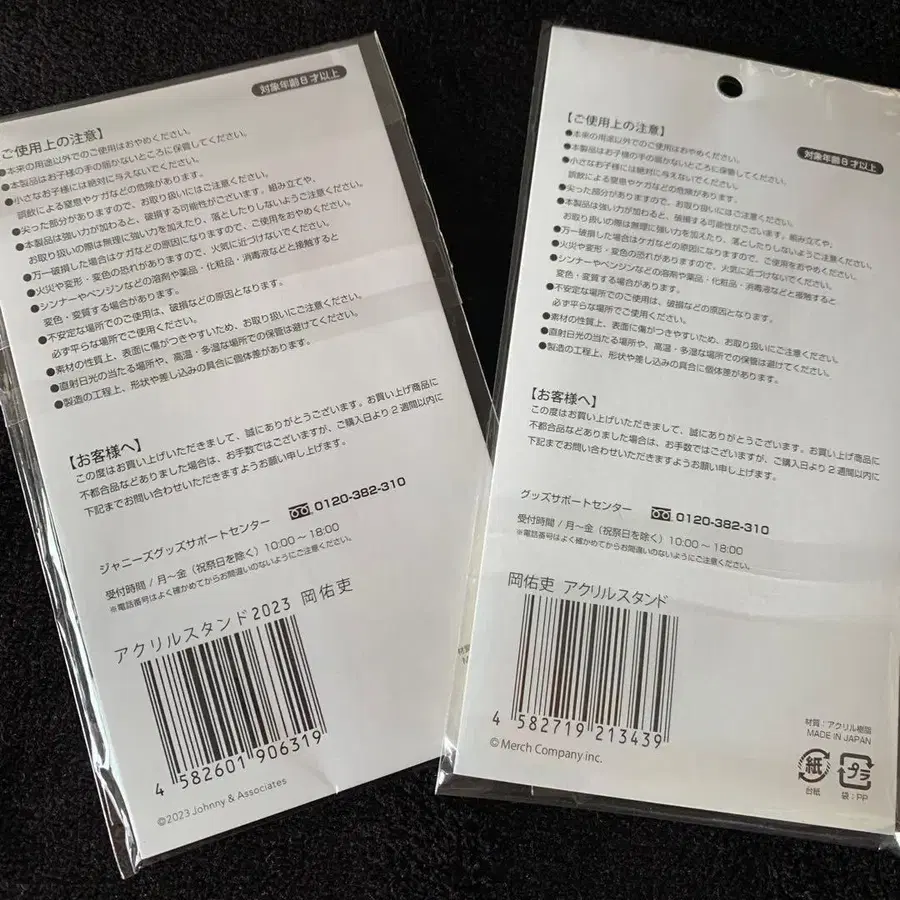 対象年齢8才以上
ご使用上の注意】
●本来の用途以外でのご使用はおやめください。
●本製品はお子様の手の届かないところに保管してください。
●小さなお子様には絶対に与えないでください。
誤飲による窒息やケガなどの危険があります。
●尖った部分がありますので、お取り扱いにはご注意ください。
●本製品は強い力が加わると、破損する可能性がございます。組み立てや、
お取り扱いの際は無理に強い力を加えたり、落としたりしないようご注意ください。
●万一破損した場合はケガなどの原因になりますので、ご使用をおやめください。
●火災や変形・変色の恐れがありますので、火気に近づけないでください。
●シンナーやベンジンなどの溶剤や薬品・化粧品・消毒液などと接触すると
変色・変質する場合があります。
●不安定な場所でのご使用は、破損などの原因となります。
必ず平らな場所でご使用ください。
●素材の性質上、表面に傷がつきやすいため、お取り扱いにご注意ください。
●直射日光の当たる場所や、高温・多湿な場所での保管は避けてください。
●製造の工程上、形状や差し込みの具合に個体差があります。
【お客様へ】
この度はお買い上げいただきまして、誠にありがとうございます。お買い上げ商品に
不都合品などありました場合は、お手数ではございますが、ご購入日より2週間以内に
下記までお問い合わせいただきますようお願い申し上げます。
ジャニーズグッズサポートセンター 0120-382-310
受付時間 / 月〜金（祝祭日を除く）10:00〜18:00
※電話番号はよく確かめてからお間違いのないようにご注意ください。
アクリルスタンド2023 岡佑吏
4 582601 906319
©2023 Johnny & Associates
【ご使用上の注意】
対象年齢8才以上
●本来の用途以外でのご使用はおやめください。
●本製品はお子様の手の届かないところに保管してください。
●小さなお子様には絶対に与えないでください。
誤飲による窒息やケガなどの危険があります。
●尖った部分がありますので、お取り扱いにはご注意ください。
●本製品は強い力が加わると、破損する可能性がございます。組み立てや、
お取り扱いの際は無理に強い力を加えたり、落としたりしないようご注意ください。
●万一破損した場合はケガなどの原因になりますので、ご使用をおやめください。
●火災や変形・変色の恐れがありますので、火気に近づけないでください。
●シンナーやベンジンなどの溶剤や薬品・化粧品・消毒液などと接触すると
変色・変質する場合があります。
●不安定な場所でのご使用は、破損などの原因となります。
必ず平らな場所でご使用ください。
●素材の性質上、表面に傷がつきやすいため、お取り扱いにご注意ください。
●直射日光の当たる場所や、高温・多湿な場所での保管は避けてください。
●製造の工程上、形状や差し込みの具合に個体差があります。
【お客様へ】
この度はお買い上げいただきまして、誠にありがとうございます。お買い上げ商品に
不都合品などありました場合は、お手数ではございますが、ご購入日より2週間以内に
下記までお問い合わせいただきますようお願い申し上げます。
グッズサポートセンター 0120-382-310
受付時間 / 月〜金（祝祭日を除く）10:00〜18:00
※電話番号はよく確かめてからお間違いのないようにご注意ください。
岡佑吏 アクリルスタンド
4 582719 213439
© Merch Company inc.
材質：アクリル樹脂
MADE IN JAPAN
紙 プラ
台紙 袋：PP